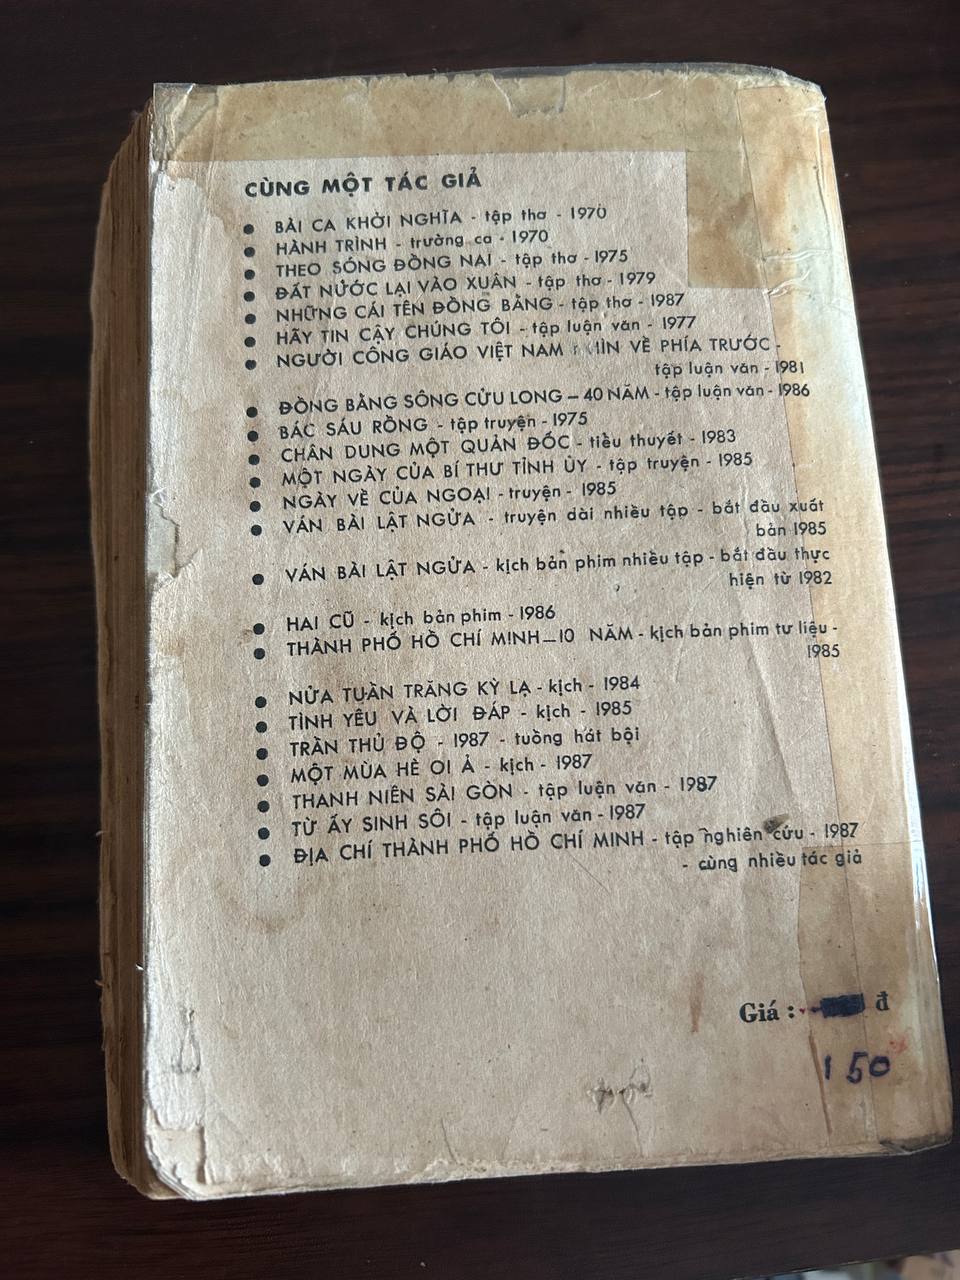 CÙNG MỘT TÁC GIẢ
● BÀI CA KHỞI NGHĨA - tập thơ - 1970
● HÀNH TRÌNH - trường ca - 1970
● THEO SÓNG ĐỒNG NAI - tập thơ - 1975
● ĐẤT NƯỚC LẠI VÀO XUÂN - tập thơ - 1979
● NHỮNG CÁI TÊN ĐỒNG BẰNG - tập thơ - 1987
● HÃY TIN CẬY CHÚNG TÔI - tập luận văn - 1977
● NGƯỜI CÔNG GIÁO VIỆT NAM NHÌN VỀ PHÍA TRƯỚC -
tập luận văn - 1981
● ĐỒNG BẰNG SÔNG CỬU LONG – 40 NĂM - tập luận văn - 1986
● BÁC SÁU RỒNG - tập truyện - 1975
● CHÂN DUNG MỘT QUẢN ĐỐC - tiểu thuyết - 1983
● MỘT NGÀY CỦA BÍ THƯ TỈNH ỦY - tập truyện - 1985
● NGÀY VỀ CỦA NGOẠI - truyện - 1985
● VÁN BÀI LẬT NGỬA - truyện dài nhiều tập - bắt đầu xuất
bản 1985
● VÁN BÀI LẬT NGỬA - kịch bản phim nhiều tập - bắt đầu thực
hiện từ 1982
● HAI CŨ - kịch bản phim - 1986
● THÀNH PHỐ HỒ CHÍ MINH – 10 NĂM - kịch bản phim tư liệu -
1985
● NỬA TUẦN TRĂNG KỲ LẠ - kịch - 1984
● TÌNH YÊU VÀ LỜI ĐÁP - kịch - 1985
● TRẦN THỦ ĐỘ - 1987 - tuồng hát bội
● MỘT MÙA HÈ OI Ả - kịch - 1987
● THANH NIÊN SÀI GÒN - tập luận văn - 1987
● TỪ ẤY SINH SÔI - tập luận văn - 1987
● ĐỊA CHÍ THÀNH PHỐ HỒ CHÍ MINH - tập nghiên cứu - 1987
- cùng nhiều tác giả
Giá : đ
150